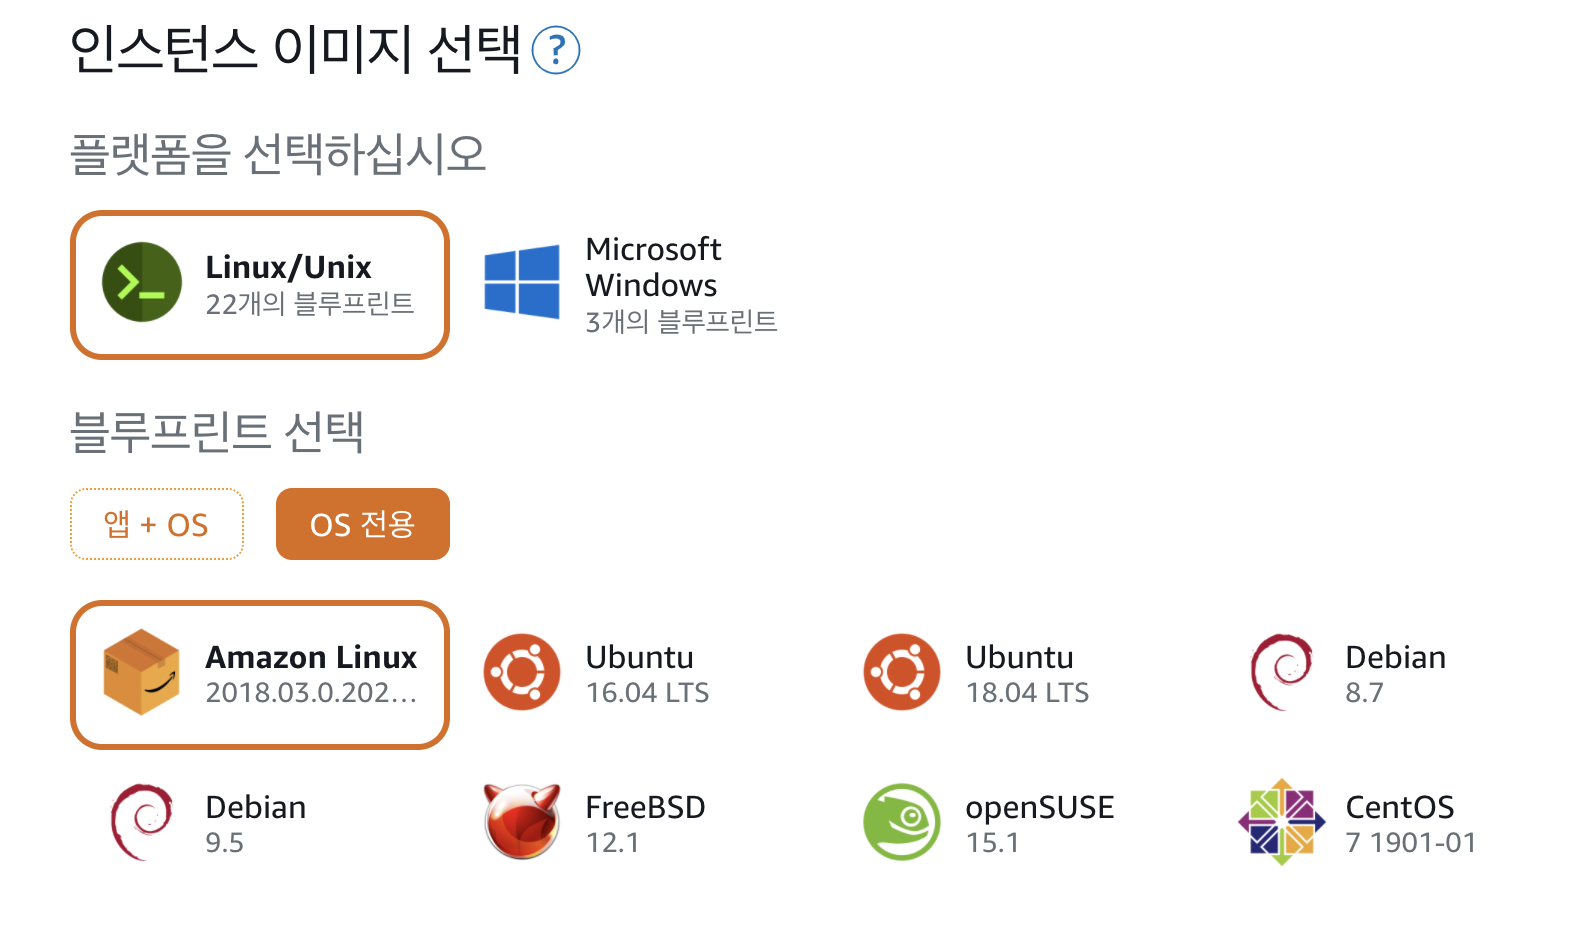 인스턴스 이미지 선택 ?
플랫폼을 선택하십시오
Linux/Unix
22개의 블루프린트
Microsoft
Windows
3개의 블루프린트
블루프린트 선택
앱 + OS
OS 전용
Amazon Linux
2018.03.0.202...
Ubuntu
16.04 LTS
Ubuntu
18.04 LTS
Debian
8.7
Debian
9.5
FreeBSD
12.1
openSUSE
15.1
CentOS
7 1901-01